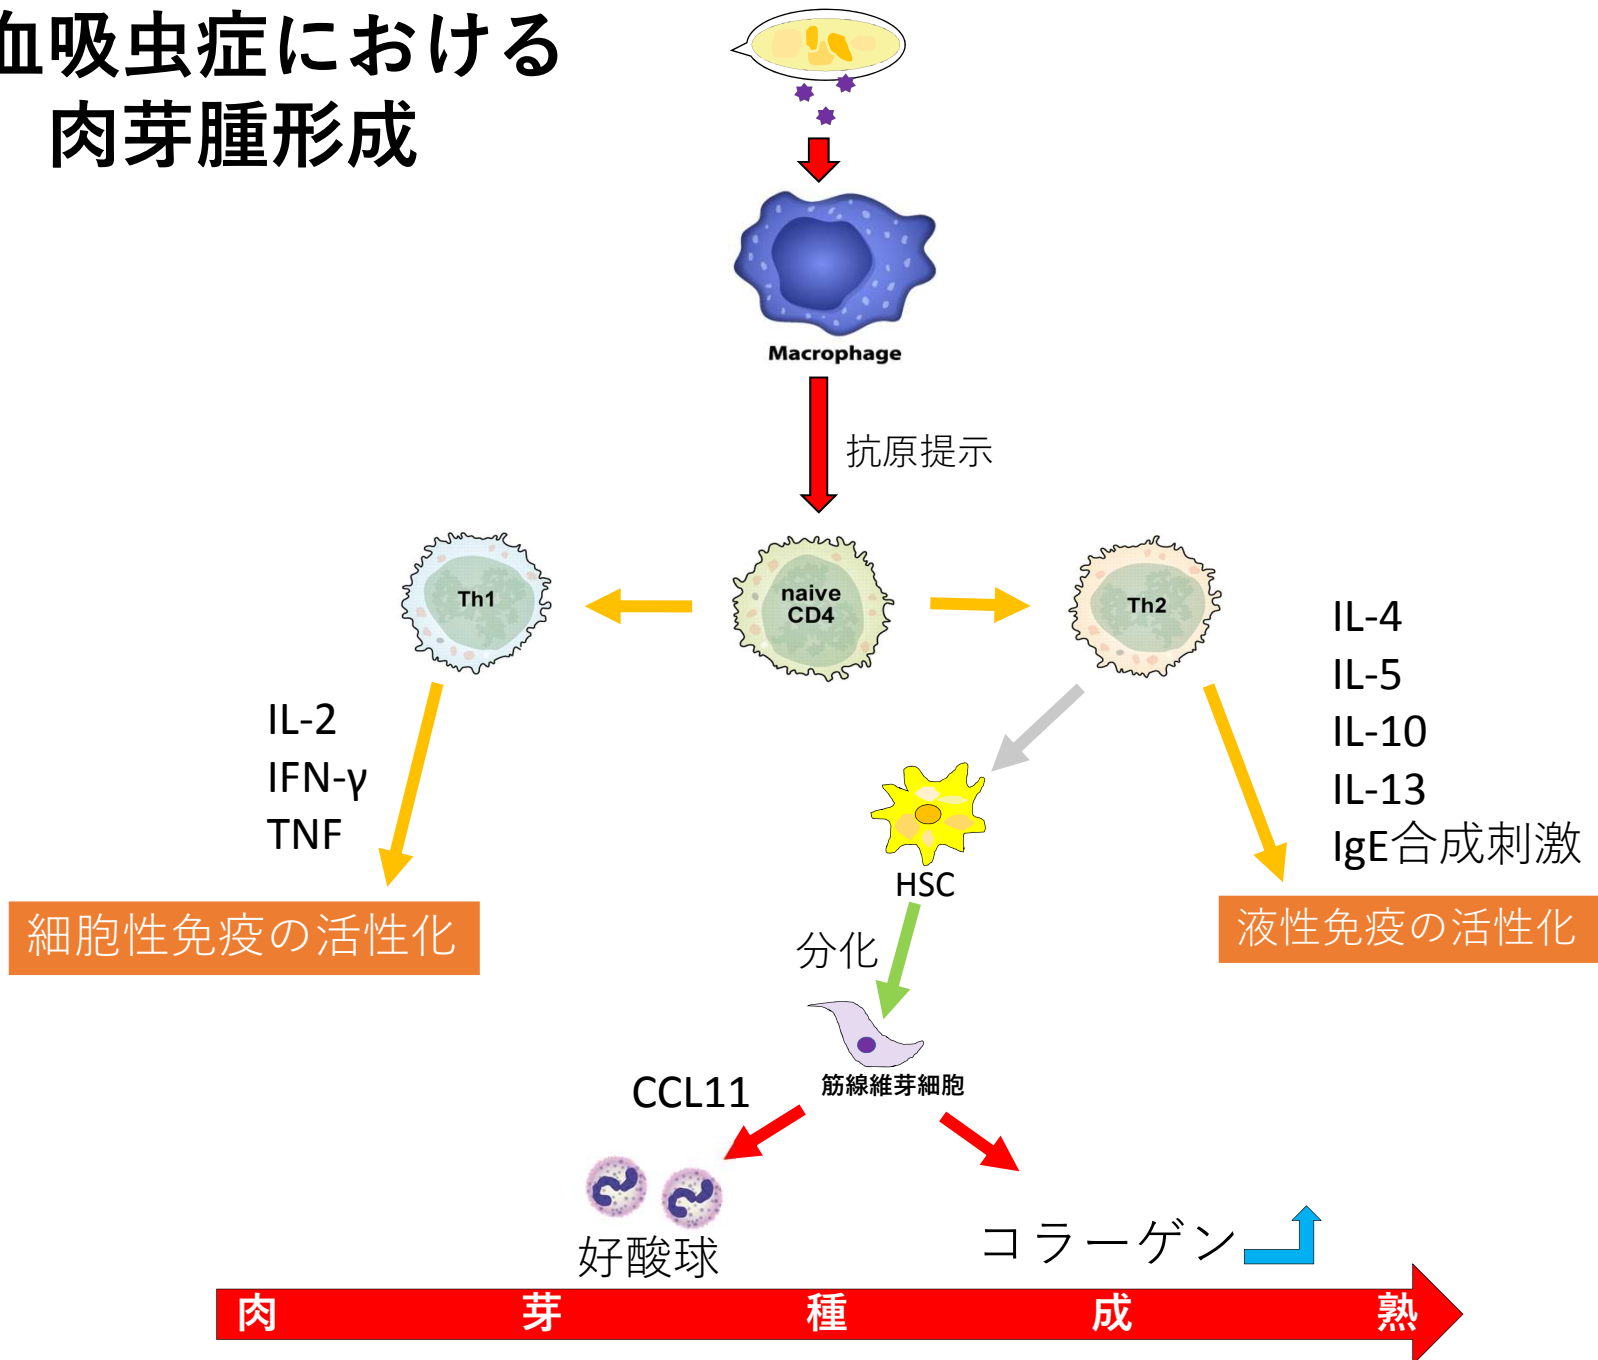 血吸虫症における
肉芽腫形成
Macrophage
抗原提示
Th1
naive
CD4
Th2
IL-2
IFN-γ
TNF
IL-4
IL-5
IL-10
IL-13
IgE合成刺激
HSC
細胞性免疫の活性化
液性免疫の活性化
分化
筋線維芽細胞
CCL11
好酸球
コラーゲン
肉芽種成熟